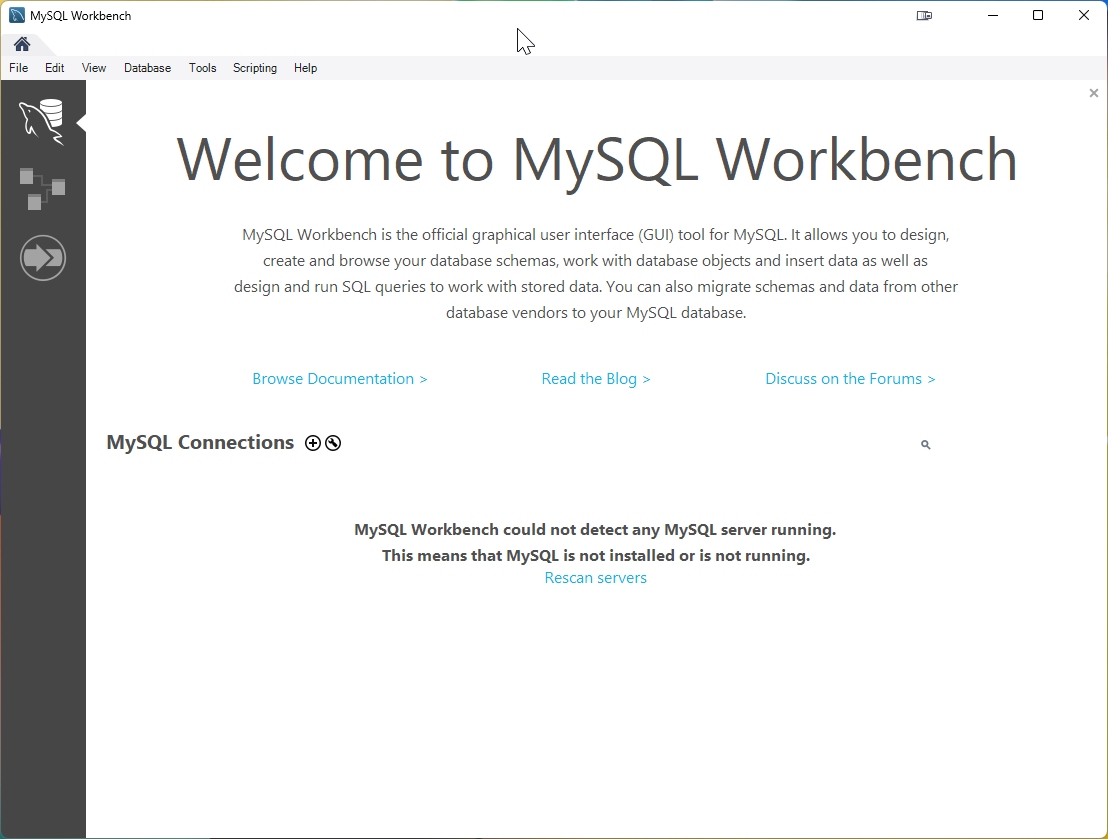 MySQL Workbench
File Edit View Database Tools Scripting Help
Welcome to MySQL Workbench
MySQL Workbench is the official graphical user interface (GUI) tool for MySQL. It allows you to design,
create and browse your database schemas, work with database objects and insert data as well as
design and run SQL queries to work with stored data. You can also migrate schemas and data from other
database vendors to your MySQL database.
Browse Documentation > Read the Blog > Discuss on the Forums >
MySQL Connections
MySQL Workbench could not detect any MySQL server running.
This means that MySQL is not installed or is not running.
Rescan servers